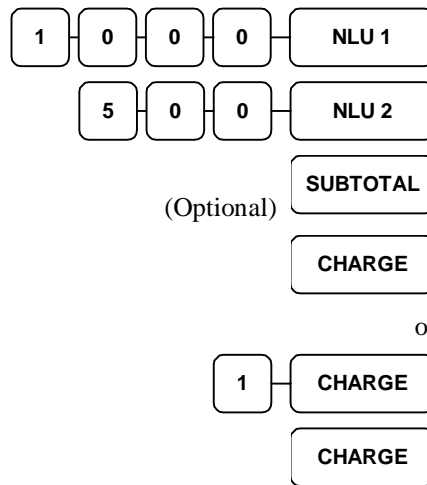 1 0 0 0 NLU 1
5 0 0 NLU 2
SUBTOTAL
(Optional)
CHARGE
o
1 CHARGE
CHARGE